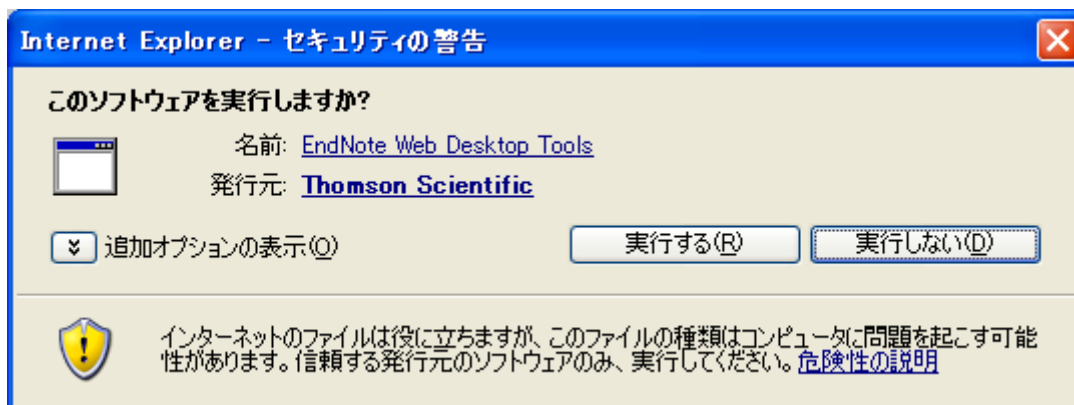 Internet Explorer - セキュリティの警告
このソフトウェアを実行しますか?
名前: EndNote Web Desktop Tools
発行元: Thomson Scientific
追加オプションの表示(O) 実行する(R) 実行しない(D)
インターネットのファイルは役に立ちますが、このファイルの種類はコンピュータに問題を起こす可能
性があります。信頼する発行元のソフトウェアのみ、実行してください。危険性の説明